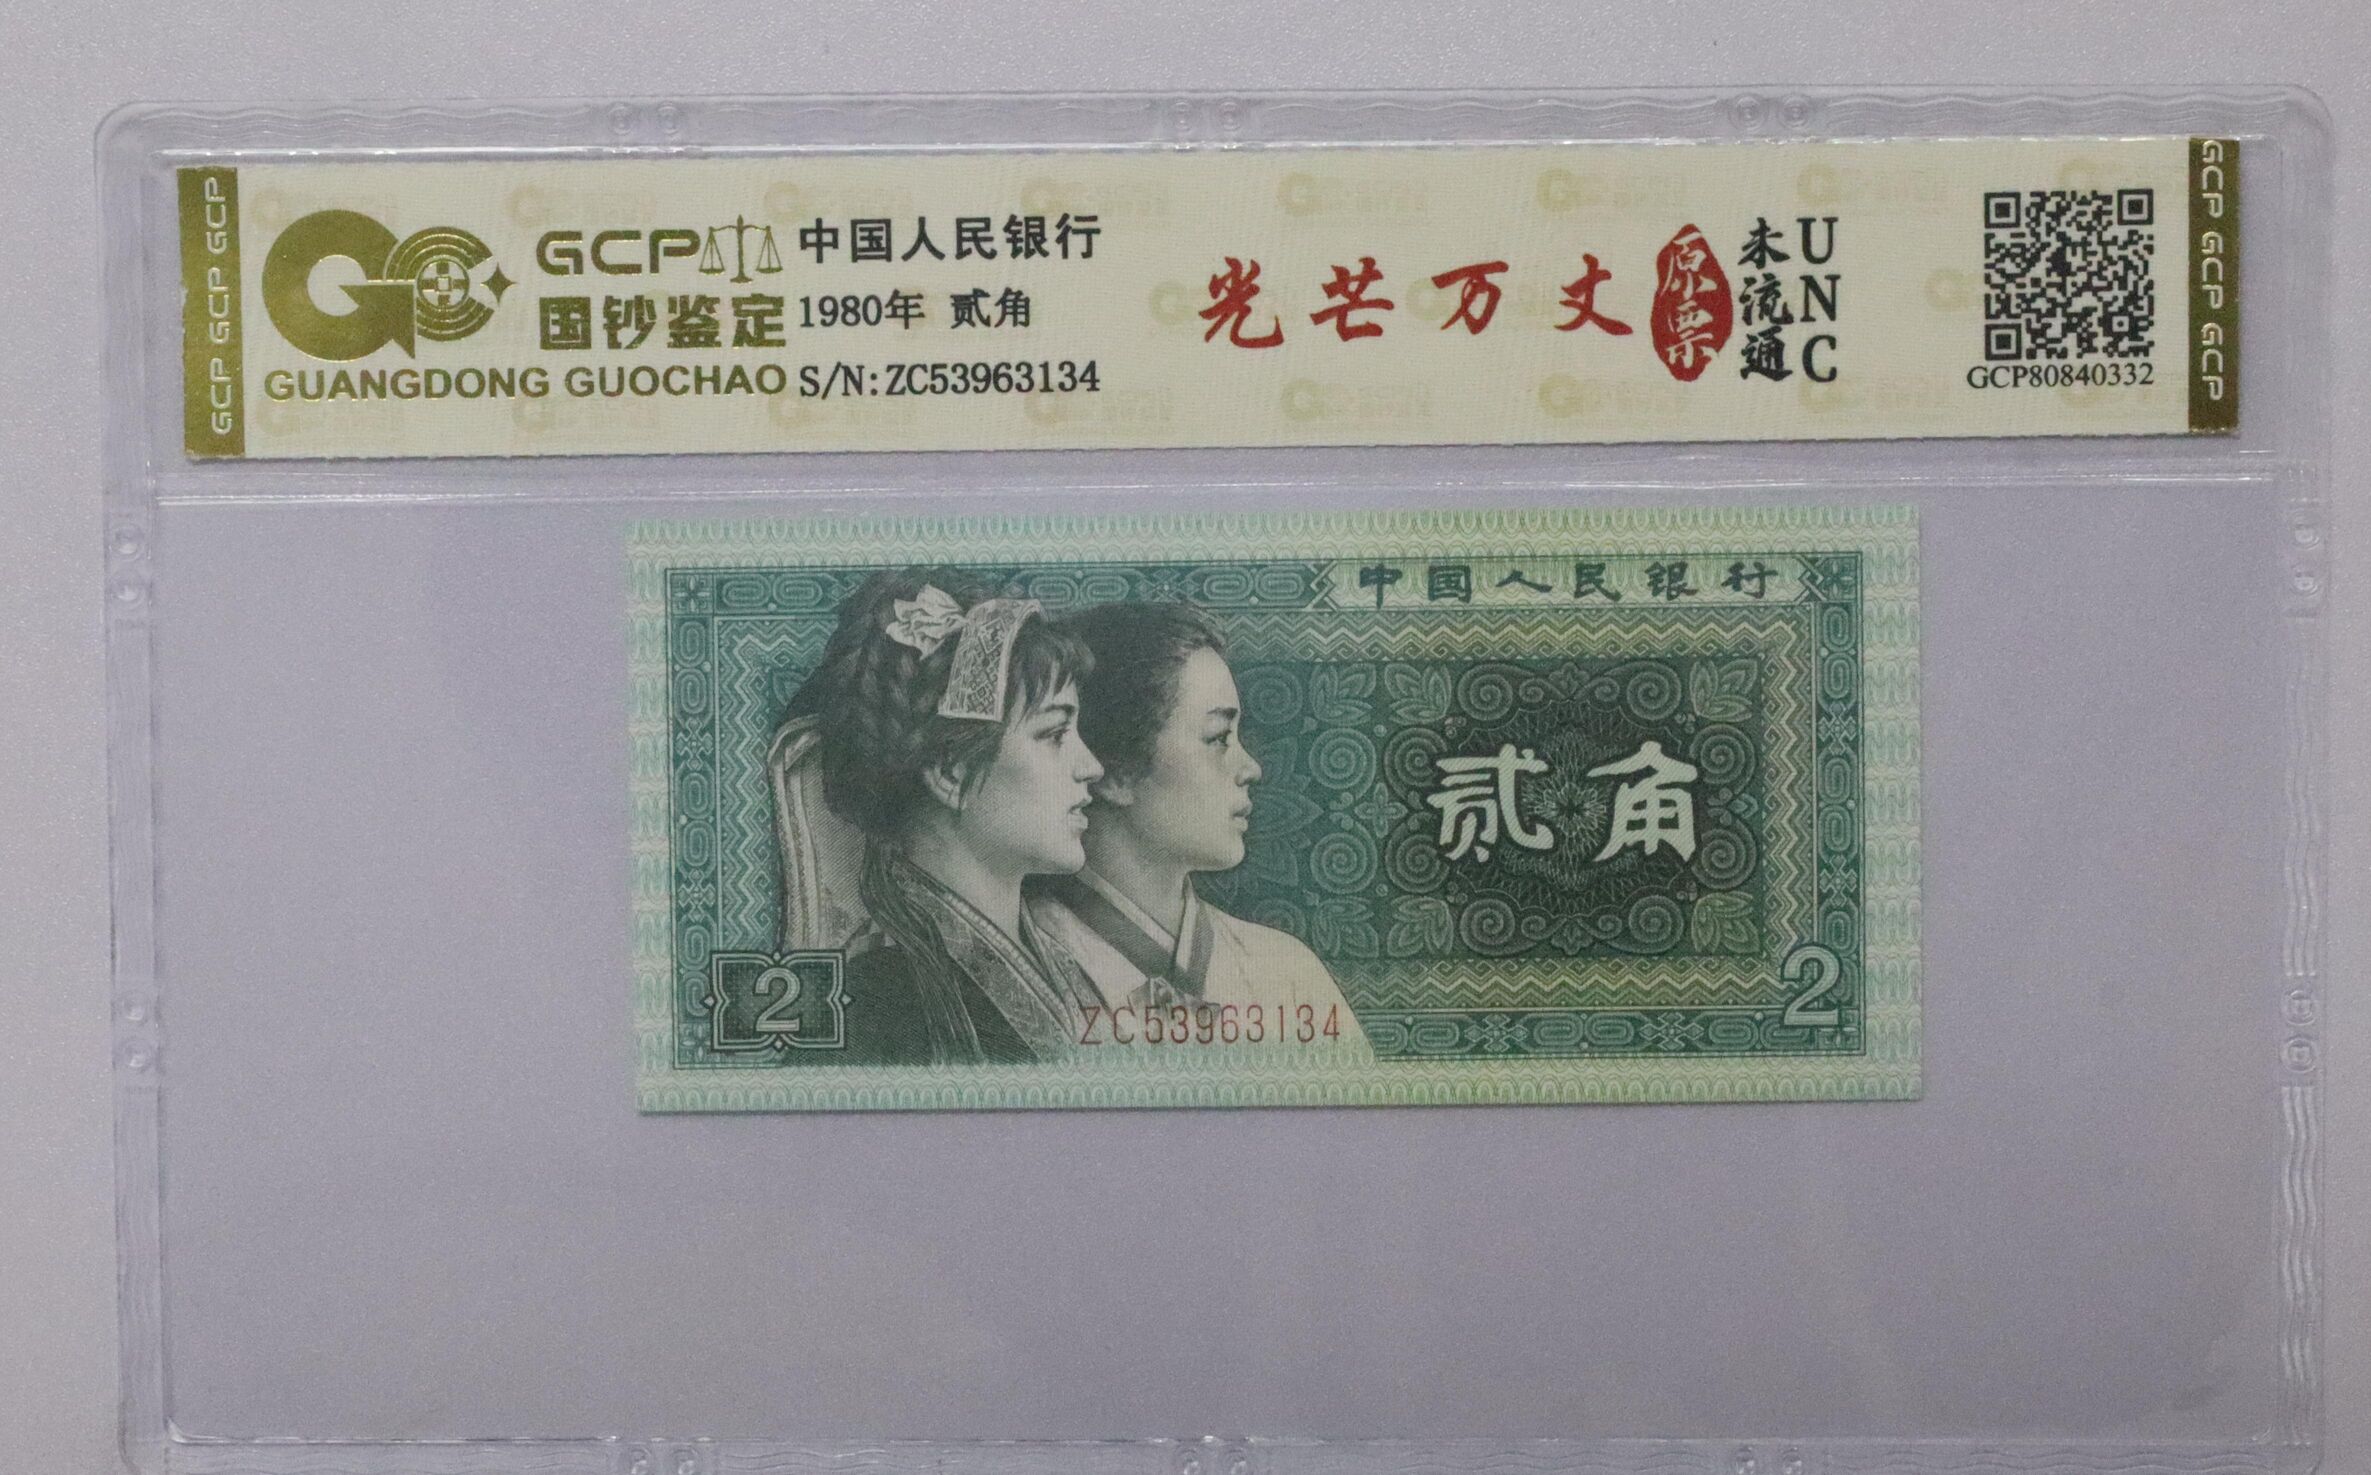 GCP GCP GCP
GCP
国钞鉴定
GUANGDONG GUOCHAO
中国人民银行
1980年 贰角
S/N:ZC53963134
光芒万丈
原票
未流通
UNC
GCP80840332
GCP GCP GCP
中国人民银行
贰角
2
2
ZC53963134